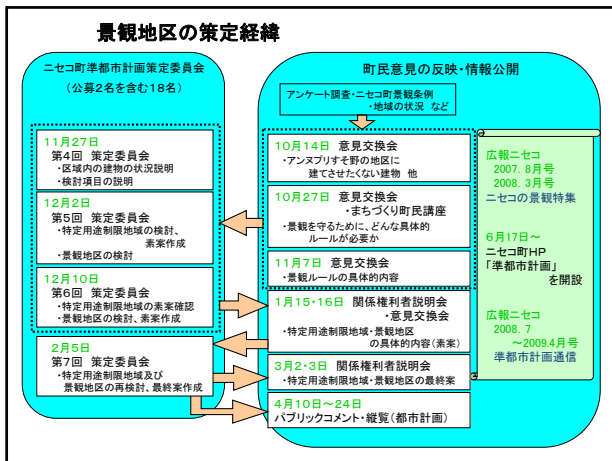 景観地区の策定経緯
ニセコ町準都市計画策定委員会
(公募2名を含む18名)
11月27日
第4回 策定委員会
・区域内の建物の状況説明
・検討項目の説明
12月2日
第5回 策定委員会
・特定用途制限地域の検討、
素案作成
・景観地区の検討
12月10日
第6回 策定委員会
・特定用途制限地域の素案確認
・景観地区の検討、素案作成
2月5日
第7回 策定委員会
・特定用途制限地域及び
景観地区の再検討、最終案作成
町民意見の反映・情報公開
アンケート調査・ニセコ町景観条例
・地域の状況 など
10月14日 意見交換会
・アンヌプリすそ野の地区に
建てさせたくない建物 他
10月27日 意見交換会
・まちづくり町民講座
・景観を守るために、どんな具体的
ルールが必要か
11月7日 意見交換会
・景観ルールの具体的内容
1月15・16日 関係権利者説明会
・意見交換会
・特定用途制限地域・景観地区
の具体的内容(素案)
3月2・3日 関係権利者説明会
・特定用途制限地域・景観地区の最終案
4月10日~24日
パブリックコメント・縦覧(都市計画)
広報ニセコ
2007.8月号
2008.3月号
ニセコの景観特集
6月17日~
ニセコ町HP
「準都市計画」
を開設
広報ニセコ
2008.7
~2009.4月号
準都市計画通信